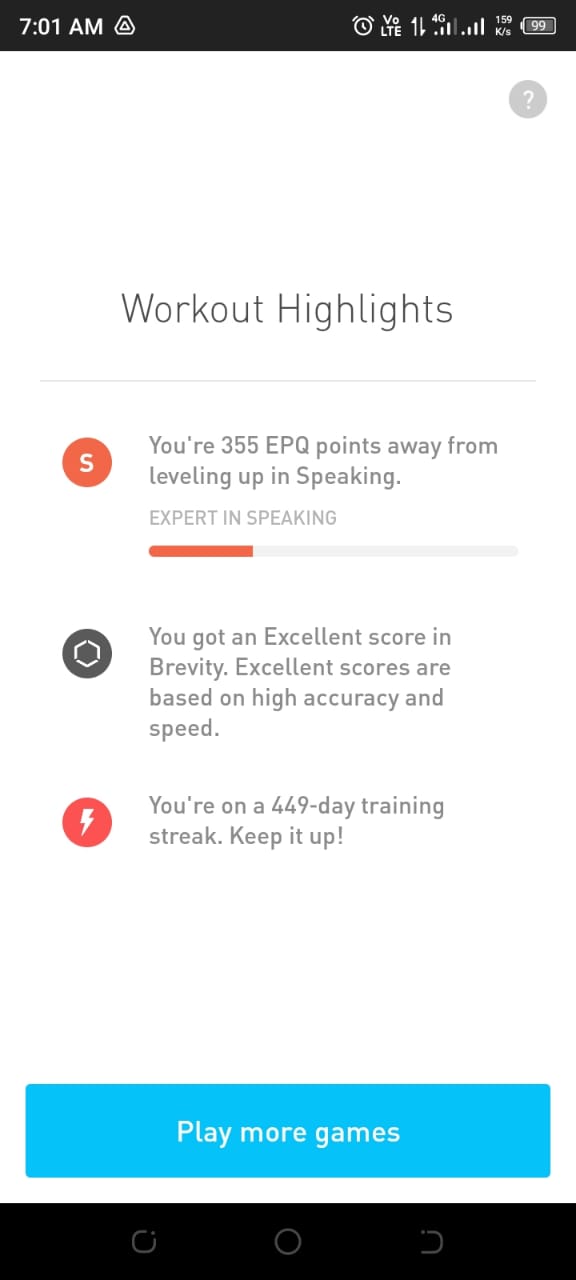 7:01 AM Vo LTE 4G 159 K/s 99
?
Workout Highlights
S
You're 355 EPQ points away from
leveling up in Speaking.
EXPERT IN SPEAKING
You got an Excellent score in
Brevity. Excellent scores are
based on high accuracy and
speed.
You're on a 449-day training
streak. Keep it up!
Play more games